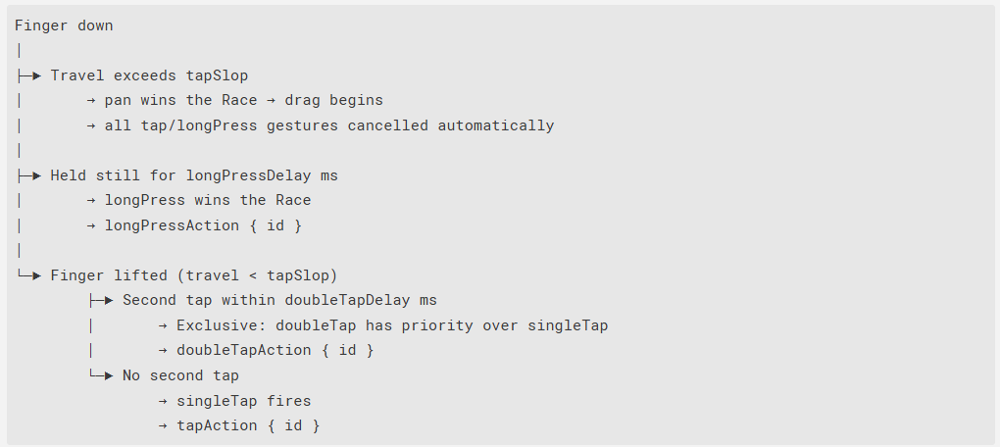 Finger down
│
├─► Travel exceeds tapSlop
│       → pan wins the Race → drag begins
│       → all tap/longPress gestures cancelled automatically
│
├─► Held still for longPressDelay ms
│       → longPress wins the Race
│       → longPressAction { id }
│
└─► Finger lifted (travel < tapSlop)
        ├─► Second tap within doubleTapDelay ms
        │       → Exclusive: doubleTap has priority over singleTap
        │       → doubleTapAction { id }
        └─► No second tap
                → singleTap fires
                → tapAction { id }